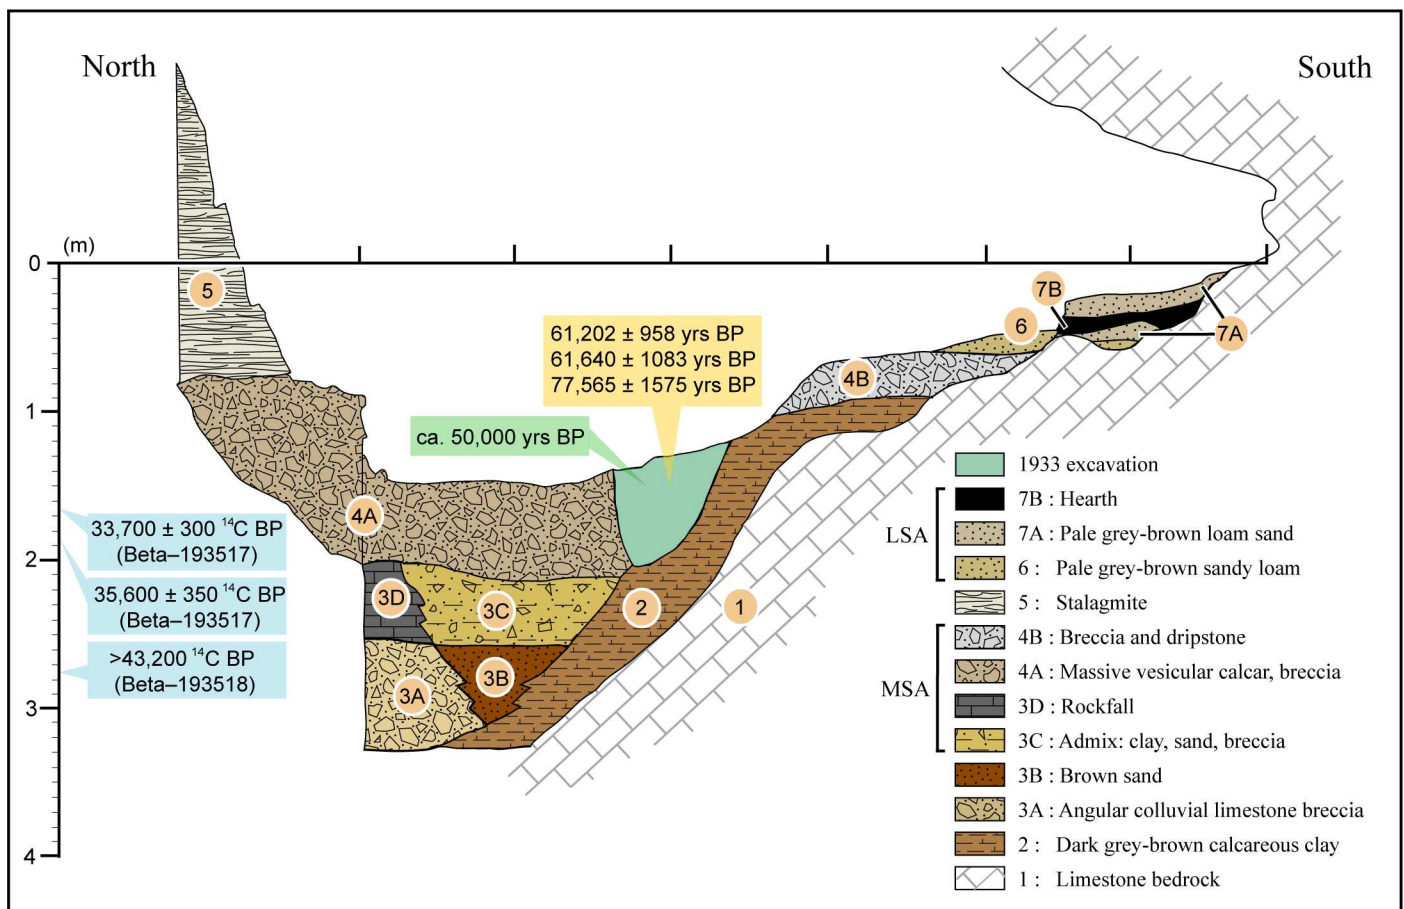 North
South
(m)
0
1
2
3
4
5
7B
6
7A
4B
61,202 ± 958 yrs BP
61,640 ± 1083 yrs BP
77,565 ± 1575 yrs BP
ca. 50,000 yrs BP
4A
33,700 ± 300 ¹⁴C BP
(Beta–193517)
35,600 ± 350 ¹⁴C BP
(Beta–193517)
>43,200 ¹⁴C BP
(Beta–193518)
3D
3C
2
1
3B
3A
1933 excavation
LSA
7B : Hearth
7A : Pale grey-brown loam sand
6 : Pale grey-brown sandy loam
5 : Stalagmite
MSA
4B : Breccia and dripstone
4A : Massive vesicular calcar, breccia
3D : Rockfall
3C : Admix: clay, sand, breccia
3B : Brown sand
3A : Angular colluvial limestone breccia
2 : Dark grey-brown calcareous clay
1 : Limestone bedrock